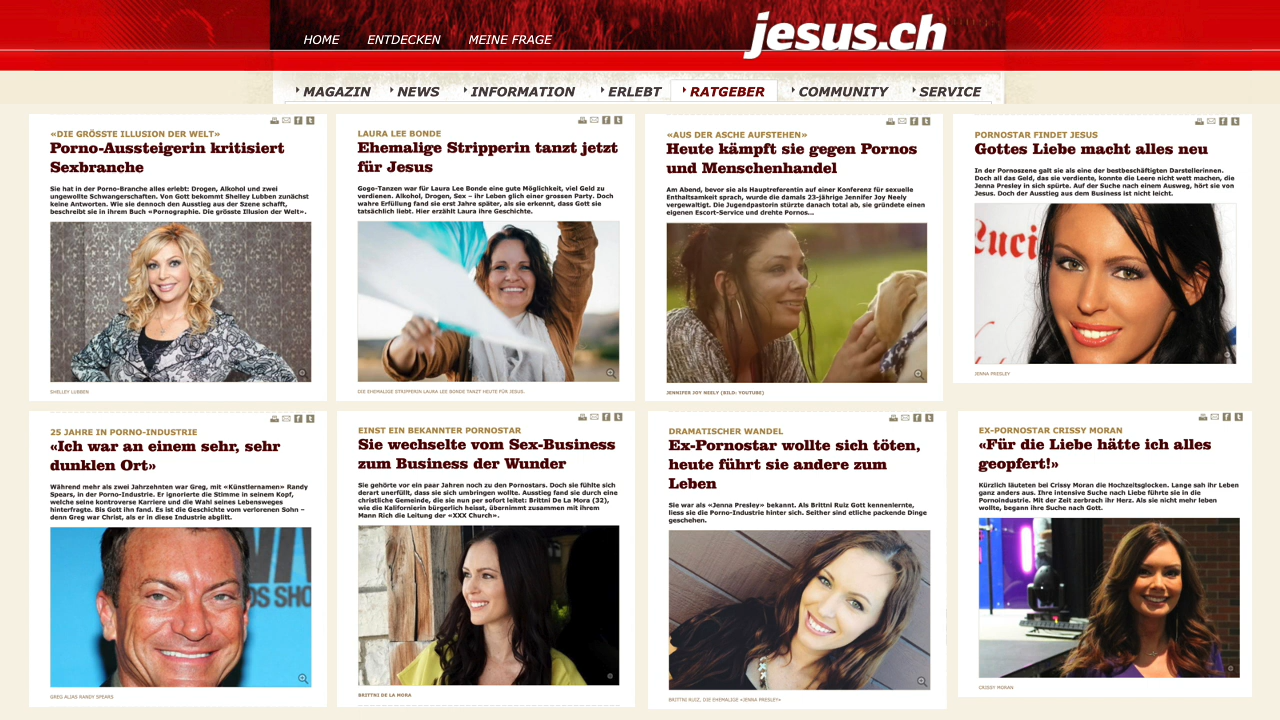 jesus.ch
HOME ENTDECKEN MEINE FRAGE
MAGAZIN NEWS INFORMATION ERLEBT RATGEBER COMMUNITY SERVICE
«DIE GRÖSSTE ILLUSION DER WELT»
Porno-Aussteigerin kritisiert
Sexbranche
Sie hat in der Porno-Branche alles erlebt: Drogen, Alkohol und zwei
ungewollte Schwangerschaften. Von Gott bekommt Shelley Lubben zunächst
keine Antworten. Wie sie dennoch den Ausstieg aus der Szene schafft,
beschreibt sie in ihrem Buch «Pornographie. Die grösste Illusion der Welt».
SHELLEY LUBBEN
LAURA LEE BONDE
Ehemalige Stripperin tanzt jetzt
für Jesus
Gogo-Tanzen war für Laura Lee Bonde eine gute Möglichkeit, viel Geld zu
verdienen. Alkohol, Drogen, Sex – ihr Leben glich einer grossen Party. Doch
wahre Erfüllung fand sie erst Jahre später, als sie erkennt, dass Gott sie
tatsächlich liebt. Hier erzählt Laura ihre Geschichte.
DIE EHEMALIGE STRIPPERIN LAURA LEE BONDE TANZT HEUTE FÜR JESUS.
«AUS DER ASCHE AUFSTEHEN»
Heute kämpft sie gegen Pornos
und Menschenhandel
Am Abend, bevor sie als Hauptreferentin auf einer Konferenz für sexuelle
Enthaltsamkeit sprach, wurde die damals 23-jährige Jennifer Joy Neely
vergewaltigt. Die Jugendpastorin stürzte danach total ab, sie gründete einen
eigenen Escort-Service und drehte Pornos...
JENNIFER JOY NEELY (BILD: YOUTUBE)
PORNOSTAR FINDET JESUS
Gottes Liebe macht alles neu
In der Pornoszene galt sie als eine der bestbeschäftigten Darstellerinnen.
Doch all das Geld, das sie verdiente, konnte die Leere nicht wett machen, die
Jenna Presley in sich spürte. Auf der Suche nach einem Ausweg, hört sie von
Jesus. Doch der Ausstieg aus dem Business ist nicht leicht.
Luci
JENNA PRESLEY
25 JAHRE IN PORNO-INDUSTRIE
«Ich war an einem sehr, sehr
dunklen Ort»
Während mehr als zwei Jahrzehnten war Greg, mit «Künstlernamen» Randy
Spears, in der Porno-Industrie. Er ignorierte die Stimme in seinem Kopf,
welche seine kontroverse Karriere und die Wahl seines Lebensweges
hinterfragte. Bis Gott ihn fand. Es ist die Geschichte vom verlorenen Sohn –
denn Greg war Christ, als er in diese Industrie abglitt.
DS SHO
GREG ALIAS RANDY SPEARS
EINST EIN BEKANNTER PORNOSTAR
Sie wechselte vom Sex-Business
zum Business der Wunder
Sie gehörte vor ein paar Jahren noch zu den Pornostars. Doch sie fühlte sich
derart unerfüllt, dass sie sich umbringen wollte. Ausstieg fand sie durch eine
christliche Gemeinde, die sie nun per sofort leitet: Brittni De La Mora (32),
wie die Kalifornierin bürgerlich heisst, übernimmt zusammen mit ihrem
Mann Rich die Leitung der «XXX Church».
BRITTNI DE LA MORA
DRAMATISCHER WANDEL
Ex-Pornostar wollte sich töten,
heute führt sie andere zum
Leben
Sie war als «Jenna Presley» bekannt. Als Brittni Ruiz Gott kennenlernte,
liess sie die Porno-Industrie hinter sich. Seither sind etliche packende Dinge
geschehen.
BRITTNI RUIZ, DIE EHEMALIGE «JENNA PRESLEY»
EX-PORNOSTAR CRISSY MORAN
«Für die Liebe hätte ich alles
geopfert!»
Kürzlich läuteten bei Crissy Moran die Hochzeitsglocken. Lange sah ihr Leben
ganz anders aus. Ihre intensive Suche nach Liebe führte sie in die
Pornoindustrie. Mit der Zeit zerbrach ihr Herz. Als sie nicht mehr leben
wollte, begann ihre Suche nach Gott.
CRISSY MORAN